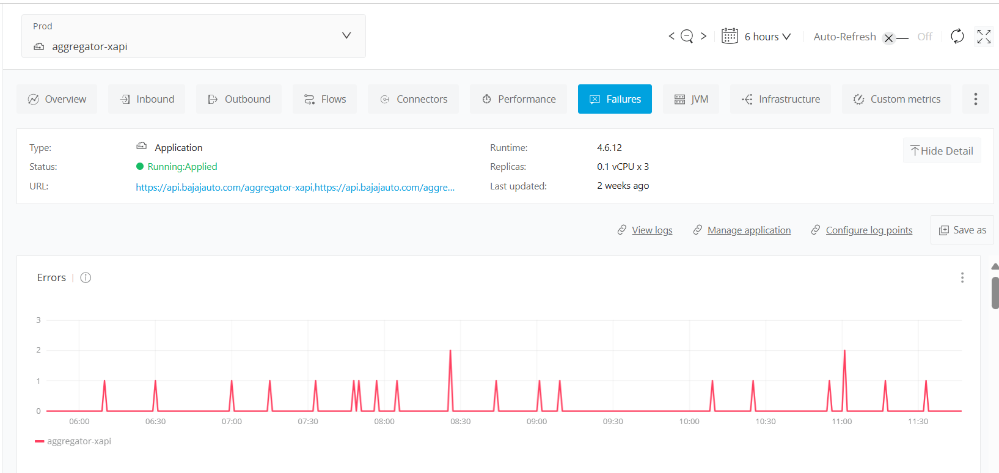 Prod
aggregator-xapi
6 hours
Auto-Refresh
Off
Overview
Inbound
Outbound
Flows
Connectors
Performance
Failures
JVM
Infrastructure
Custom metrics
Type:
Application
Runtime:
4.6.12
Hide Detail
Status:
Running:Applied
Replicas:
0.1 vCPU x 3
URL:
https://api.bajajauto.com/aggregator-xapi,https://api.bajajauto.com/aggre...
Last updated:
2 weeks ago
View logs
Manage application
Configure log points
Save as
Errors
3
2
1
0
06:00
06:30
07:00
07:30
08:00
08:30
09:00
09:30
10:00
10:30
11:00
11:30
aggregator-xapi